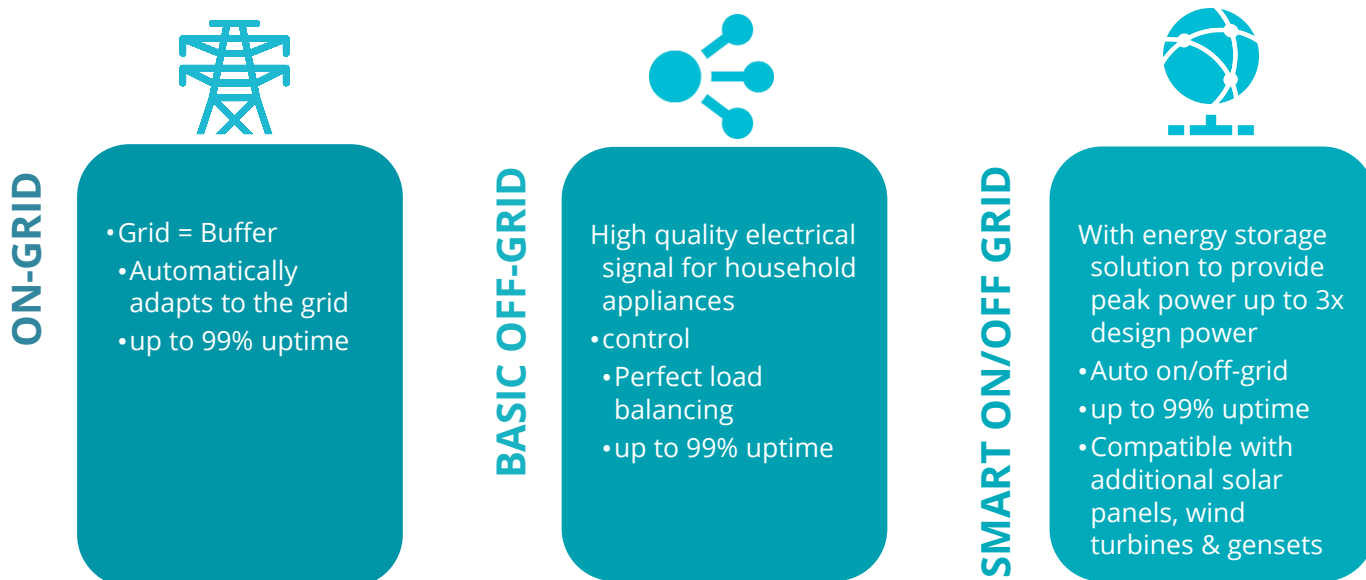 ON-GRID
•Grid = Buffer
•Automatically
adapts to the grid
•up to 99% uptime
BASIC OFF-GRID
High quality electrical
signal for household
appliances
•control
•Perfect load
balancing
•up to 99% uptime
SMART ON/OFF GRID
With energy storage
solution to provide
peak power up to 3x
design power
•Auto on/off-grid
•up to 99% uptime
•Compatible with
additional solar
panels, wind
turbines & gensets